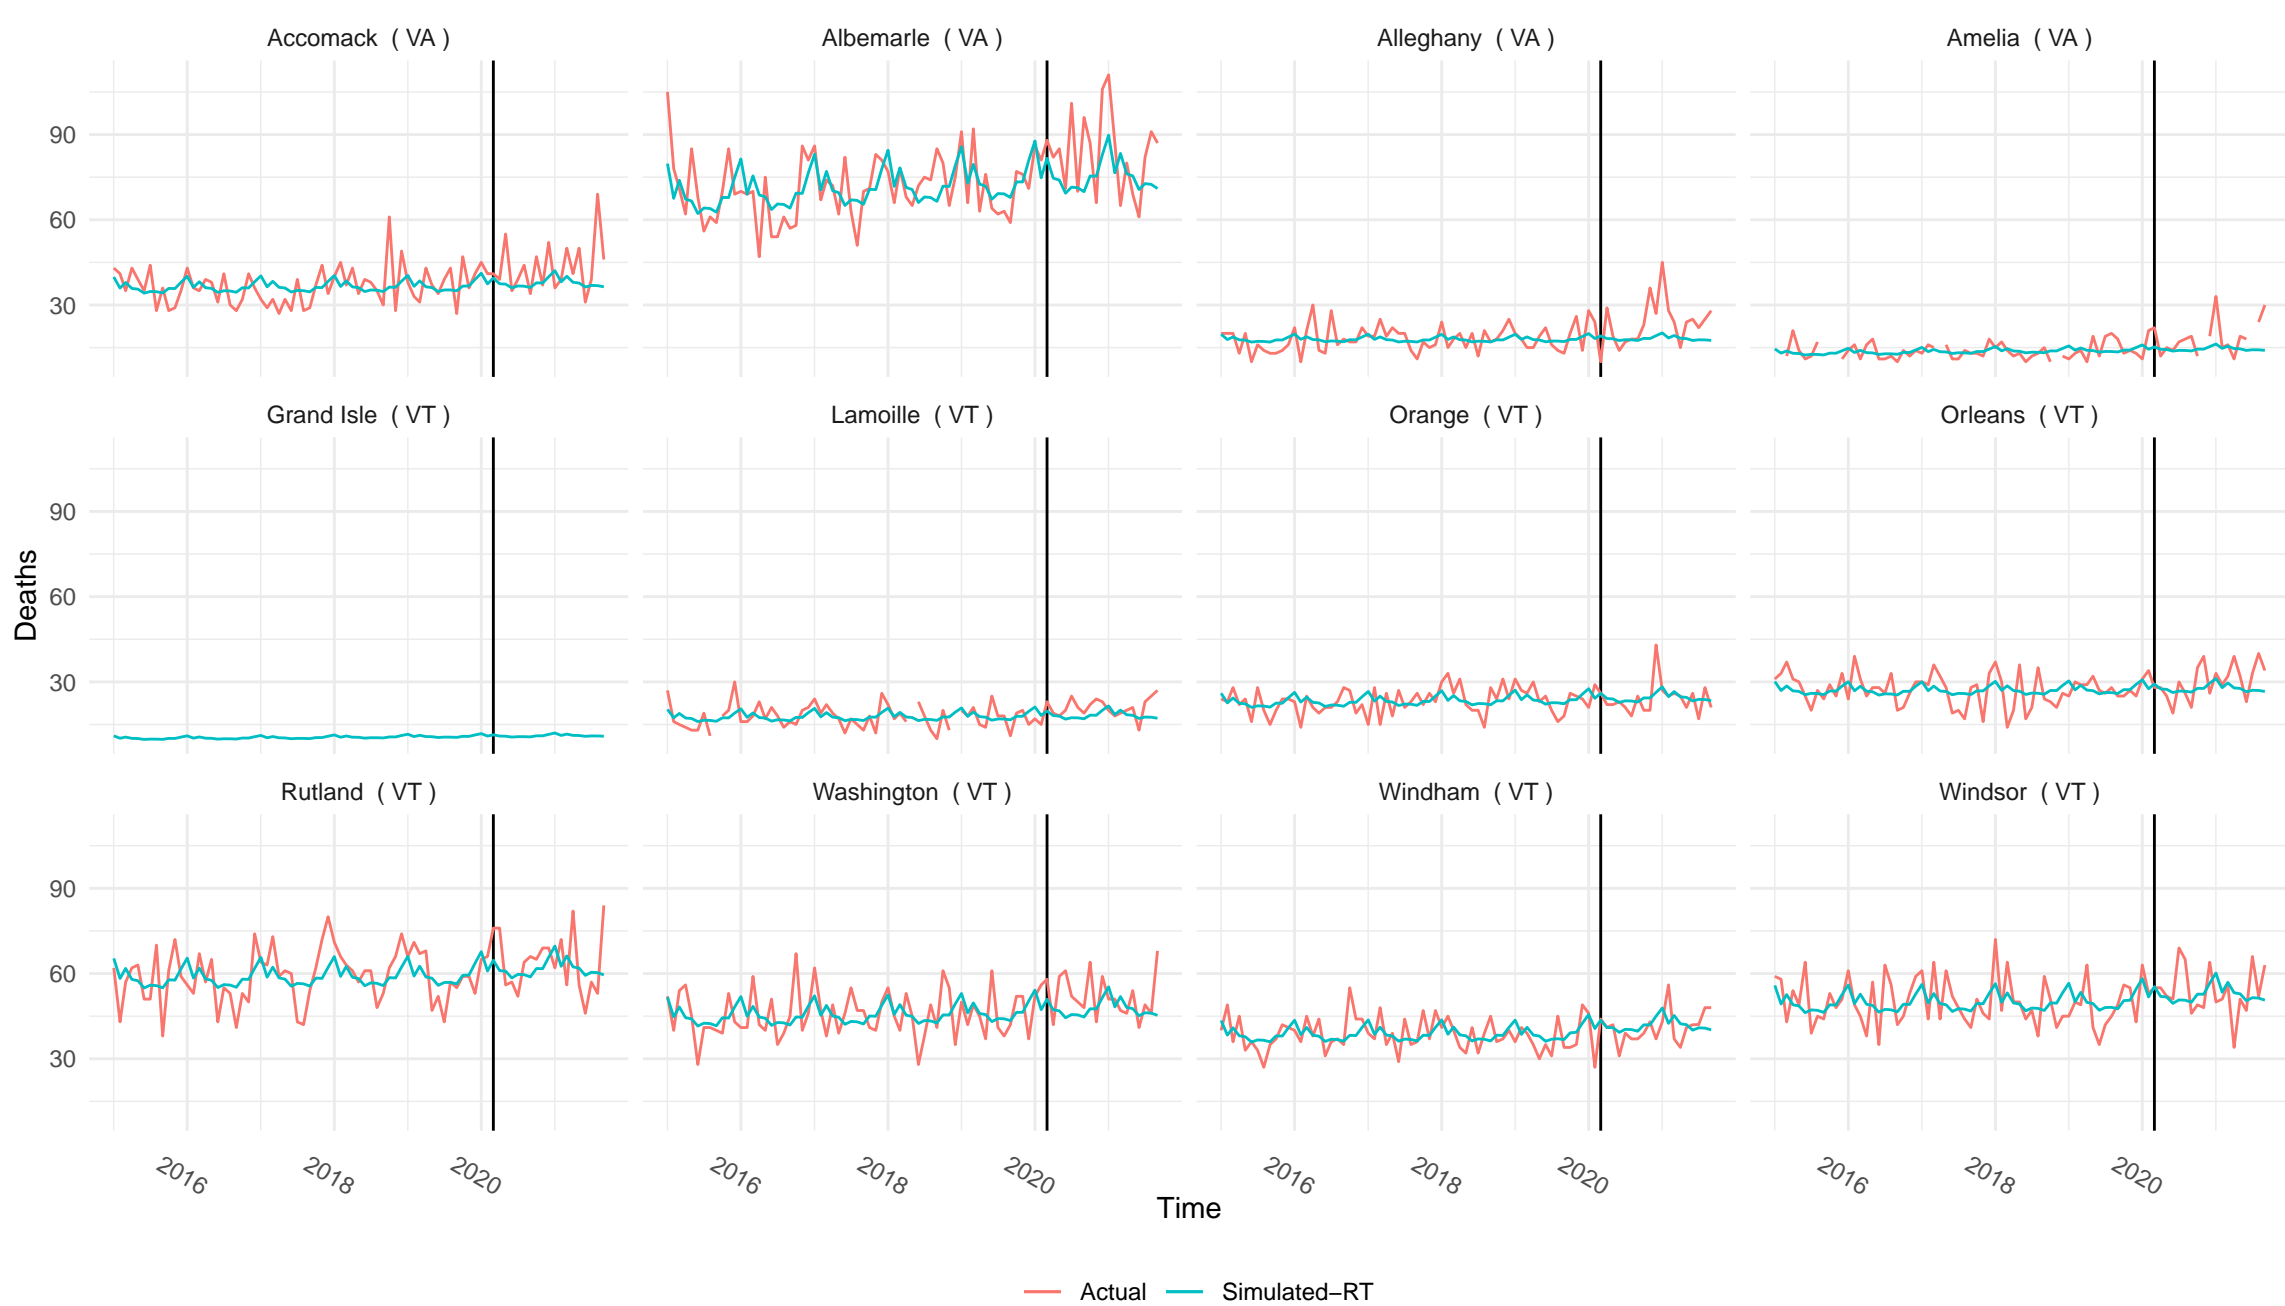 Accomack ( VA )
Albemarle ( VA )
Alleghany ( VA )
Amelia ( VA )
90
60
30
Grand Isle ( VT )
Lamoille ( VT )
Orange ( VT )
Orleans ( VT )
90
60
30
Deaths
Rutland ( VT )
Washington ( VT )
Windham ( VT )
Windsor ( VT )
90
60
30
2016 2018 2020
2016 2018 2020
2016 2018 2020
2016 2018 2020
Time
Actual
Simulated−RT